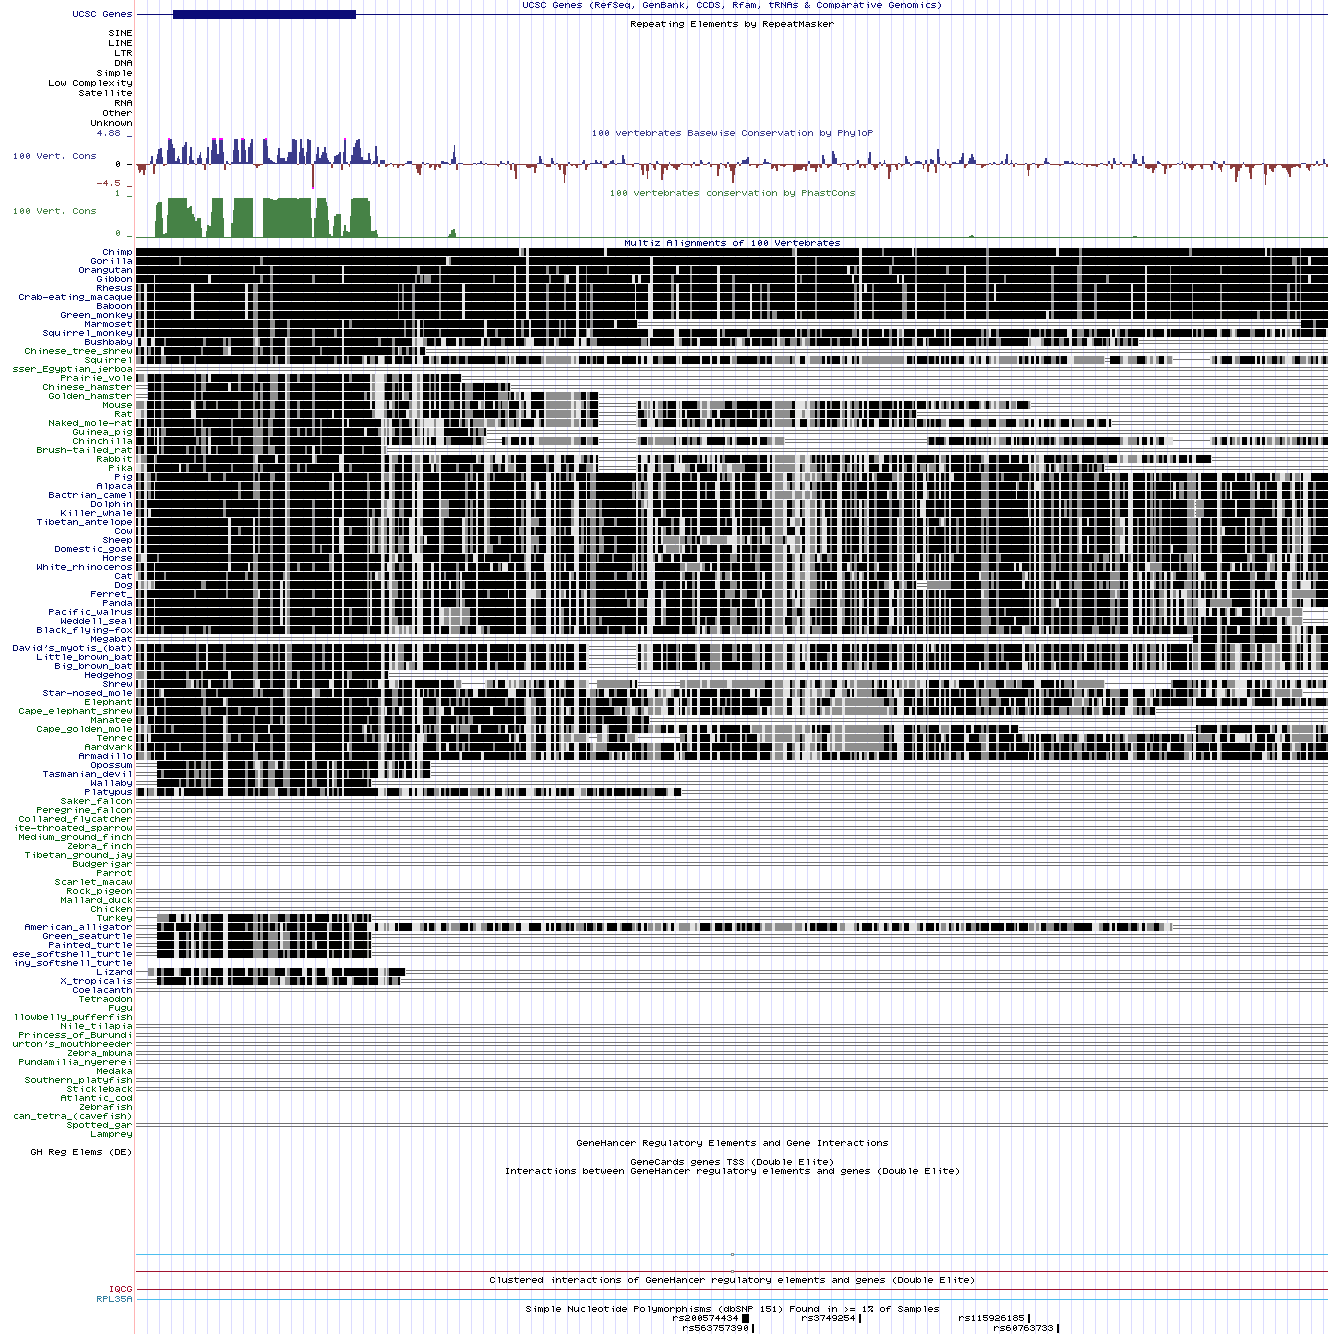 UCSC Genes (RefSeq, GenBank, CCDS, Rfam, tRNAs & Comparative Genomics)
UCSC Genes
Repeating Elements by RepeatMasker
SINE
LINE
LTR
DNA
Simple
Low Complexity
Satellite
RNA
Other
Unknown
100 vertebrates Basewise Conservation by PhyloP
4.88 _
100 Vert. Cons
0 _
-4.5 _
100 vertebrates conservation by PhastCons
1 _
100 Vert. Cons
0 _
Multiz Alignments of 100 Vertebrates
Chimp
Gorilla
Orangutan
Gibbon
Rhesus
Crab-eating_macaque
Baboon
Green_monkey
Marmoset
Squirrel_monkey
Bushbaby
Chinese_tree_shrew
Squirrel
sser_Egyptian_jerboa
Prairie_vole
Chinese_hamster
Golden_hamster
Mouse
Rat
Naked_mole-rat
Guinea_pig
Chinchilla
Brush-tailed_rat
Rabbit
Pika
Pig
Alpaca
Bactrian_camel
Dolphin
Killer_whale
Tibetan_antelope
Cow
Sheep
Domestic_goat
Horse
White_rhinoceros
Cat
Dog
Ferret_
Panda
Pacific_walrus
Weddell_seal
Black_flying-fox
Megabat
David's_myotis_(bat)
Little_brown_bat
Big_brown_bat
Hedgehog
Shrew
Star-nosed_mole
Elephant
Cape_elephant_shrew
Manatee
Cape_golden_mole
Tenrec
Aardvark
Armadillo
Opossum
Tasmanian_devil
Wallaby
Platypus
Saker_falcon
Peregrine_falcon
Collared_flycatcher
ite-throated_sparrow
Medium_ground_finch
Zebra_finch
Tibetan_ground_jay
Budgerigar
Parrot
Scarlet_macaw
Rock_pigeon
Mallard_duck
Chicken
Turkey
American_alligator
Green_seaturtle
Painted_turtle
ese_softshell_turtle
iny_softshell_turtle
Lizard
X_tropicalis
Coelacanth
Tetraodon
Fugu
llowbelly_pufferfish
Nile_tilapia
Princess_of_Burundi
urton's_mouthbreeder
Zebra_mbuna
Pundamilia_nyererei
Medaka
Southern_platyfish
Stickleback
Atlantic_cod
Zebrafish
can_tetra_(cavefish)
Spotted_gar
Lamprey
GeneHancer Regulatory Elements and Gene Interactions
GH Reg Elems (DE)
GeneCards genes TSS (Double Elite)
Interactions between GeneHancer regulatory elements and genes (Double Elite)
Clustered interactions of GeneHancer regulatory elements and genes (Double Elite)
IQCG
RPL35A
Simple Nucleotide Polymorphisms (dbSNP 151) Found in >= 1% of Samples
rs200574434 rs3749254 rs115926185
rs563757390 rs60763733